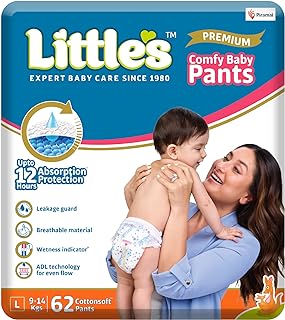 Piramal
Little's™
EXPERT BABY CARE SINCE 1980
PREMIUM
Comfy Baby
Pants
Upto
12
Hours
Absorption
Protection*
Leakage guard
Breathable material
Wetness indicator^
ADL technology
for even flow
L
9-14
Kgs
62
Cottonsoft*
Pants